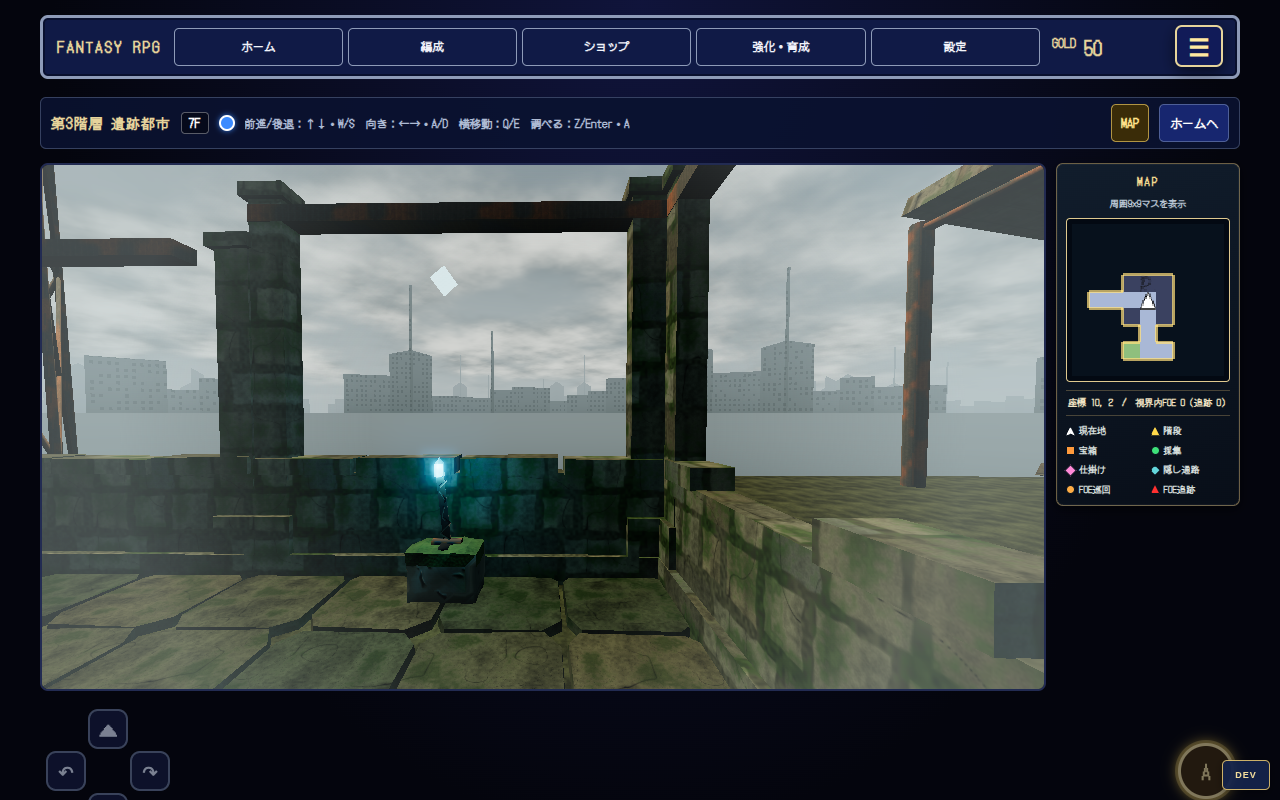 FANTASY RPG
ホーム
編成
ショップ
強化・育成
設定
GOLD 50
第3階層 遺跡都市
7F
前進/後退：↑↓・W/S 向き：←→・A/D 横移動：Q/E 調べる：Z/Enter・A
MAP
ホームへ
MAP
周囲9x9マスを表示
座標 10, 2 / 視界内FOE 0 (追跡 0)
現在地
階段
宝箱
採集
仕掛け
隠し通路
FOE巡回
FOE追跡
A
DEV